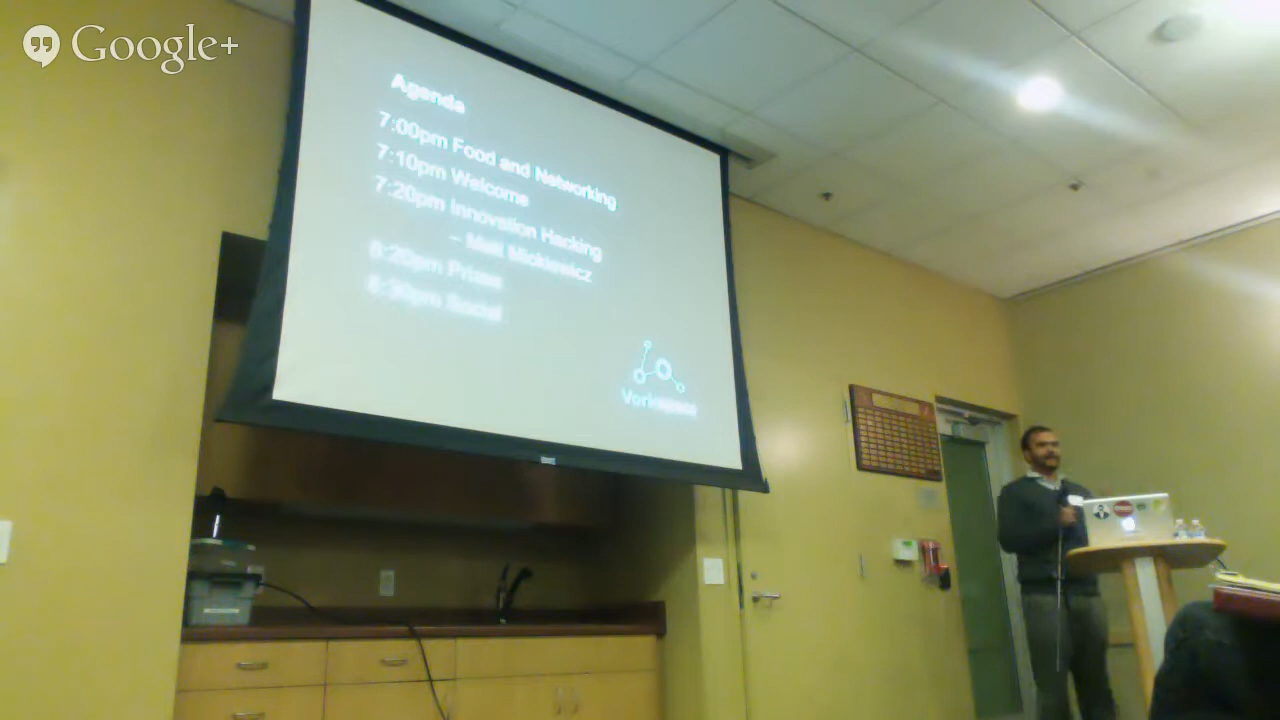 Google+
Agenda
7:00pm Food and Networking
7:10pm Welcome
7:20pm Innovation Hacking
– Matt Mickiewicz
8:20pm Prizes
8:30pm Social